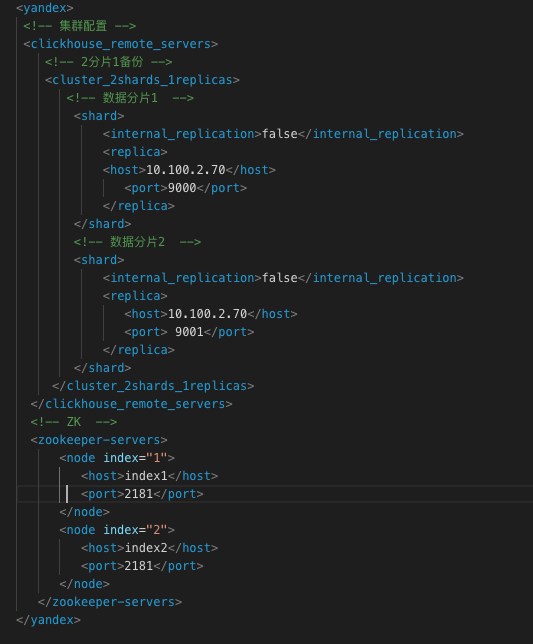 <yandex>
<!-- 集群配置 -->
<clickhouse_remote_servers>
<!-- 2分片1备份 -->
<cluster_2shards_1replicas>
<!-- 数据分片1  -->
<shard>
<internal_replication>false</internal_replication>
<replica>
<host>10.100.2.70</host>
<port>9000</port>
</replica>
</shard>
<!-- 数据分片2  -->
<shard>
<internal_replication>false</internal_replication>
<replica>
<host>10.100.2.70</host>
<port> 9001</port>
</replica>
</shard>
</cluster_2shards_1replicas>
</clickhouse_remote_servers>
<!-- ZK  -->
<zookeeper-servers>
<node index="1">
<host>index1</host>
<port>2181</port>
</node>
<node index="2">
<host>index2</host>
<port>2181</port>
</node>
</zookeeper-servers>
</yandex>